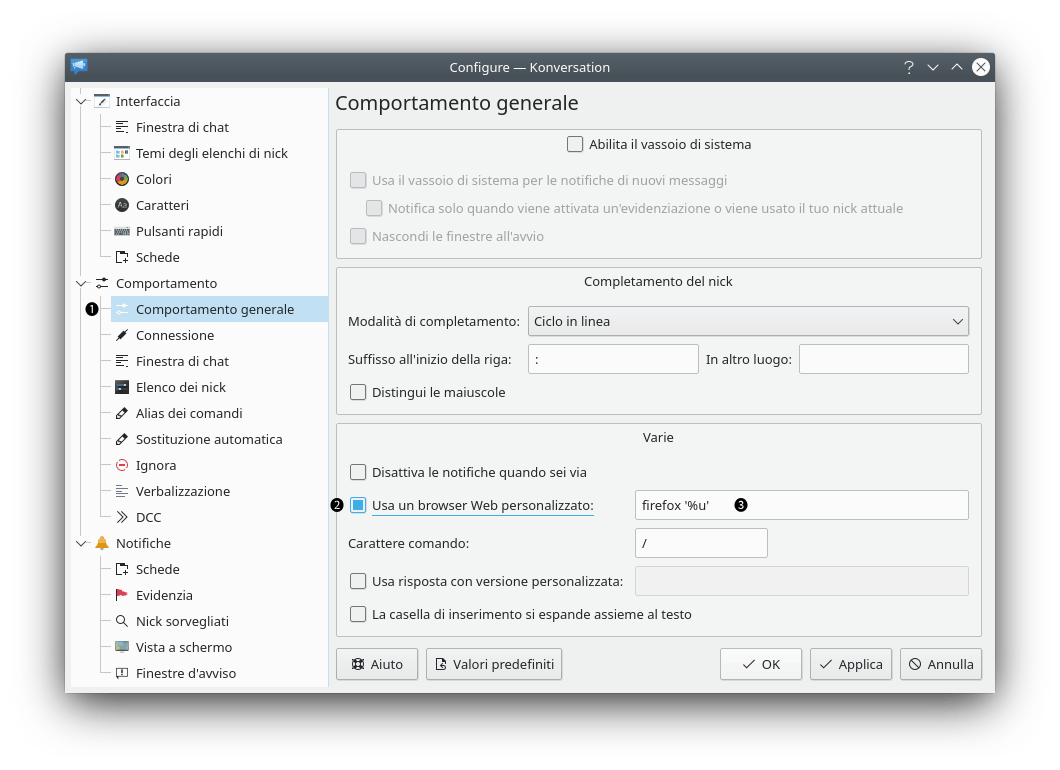 Configure — Konversation
Interfaccia
Finestra di chat
Temi degli elenchi di nick
Colori
Aa Caratteri
Pulsanti rapidi
Schede
Comportamento
1 Comportamento generale
Connessione
Finestra di chat
Elenco dei nick
Alias dei comandi
Sostituzione automatica
Ignora
Verbalizzazione
DCC
Notifiche
Schede
Evidenzia
Nick sorvegliati
Vista a schermo
Finestre d'avviso
Comportamento generale
Abilita il vassoio di sistema
Usa il vassoio di sistema per le notifiche di nuovi messaggi
Notifica solo quando viene attivata un'evidenziazione o viene usato il tuo nick attuale
Nascondi le finestre all'avvio
Completamento del nick
Modalità di completamento: Ciclo in linea
Suffisso all'inizio della riga: : In altro luogo:
Distingui le maiuscole
Varie
Disattiva le notifiche quando sei via
2 Usa un browser Web personalizzato: firefox '%u' 3
Carattere comando: /
Usa risposta con versione personalizzata:
La casella di inserimento si espande assieme al testo
Aiuto Valori predefiniti OK Applica Annulla